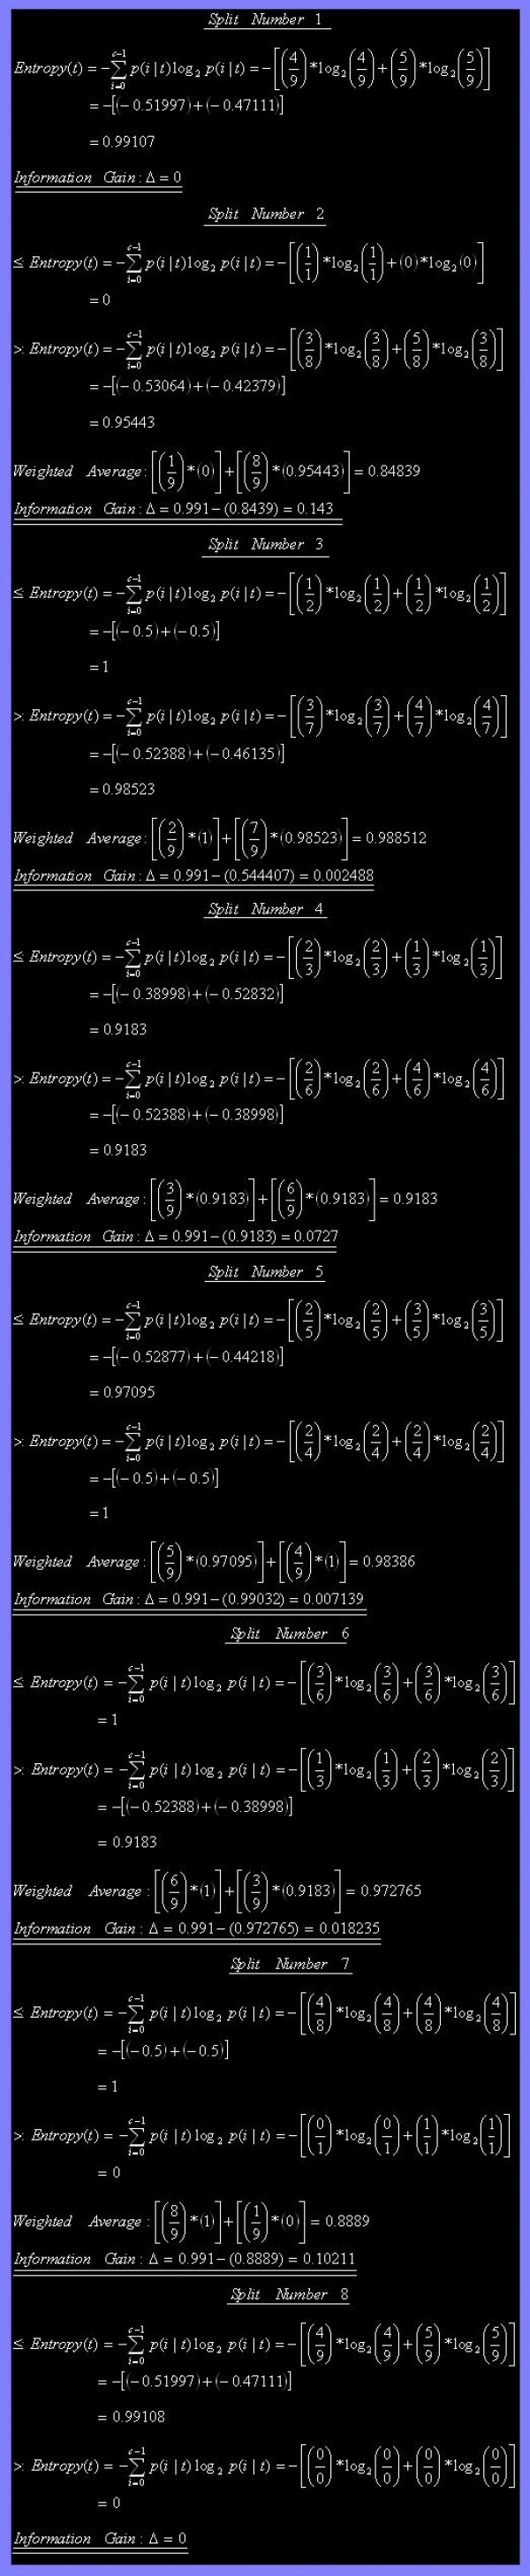 Split Number 1
Entropy(t) = −∑_{i=0}^{c−1} p(i | t) log₂ p(i | t) = −[(4/9)*log₂(4/9)+(5/9)*log₂(5/9)]
= −[(−0.51997)+(−0.47111)]
= 0.99107
Information Gain: Δ = 0
Split Number 2
≤ Entropy(t) = −∑_{i=0}^{c−1} p(i | t) log₂ p(i | t) = −[(1/1)*log₂(1/1)+(0)*log₂(0)]
= 0
>: Entropy(t) = −∑_{i=0}^{c−1} p(i | t) log₂ p(i | t) = −[(3/8)*log₂(3/8)+(5/8)*log₂(3/8)]
= −[(−0.53064)+(−0.42379)]
= 0.95443
Weighted Average: [(1/9)*(0)]+[(8/9)*(0.95443)] = 0.84839
Information Gain: Δ = 0.991−(0.8439) = 0.143
Split Number 3
≤ Entropy(t) = −∑_{i=0}^{c−1} p(i | t) log₂ p(i | t) = −[(1/2)*log₂(1/2)+(1/2)*log₂(1/2)]
= −[(−0.5)+(−0.5)]
= 1
>: Entropy(t) = −∑_{i=0}^{c−1} p(i | t) log₂ p(i | t) = −[(3/7)*log₂(3/7)+(4/7)*log₂(4/7)]
= −[(−0.52388)+(−0.46135)]
= 0.98523
Weighted Average: [(2/9)*(1)]+[(7/9)*(0.98523)] = 0.988512
Information Gain: Δ = 0.991−(0.544407) = 0.002488
Split Number 4
≤ Entropy(t) = −∑_{i=0}^{c−1} p(i | t) log₂ p(i | t) = −[(2/3)*log₂(2/3)+(1/3)*log₂(1/3)]
= −[(−0.38998)+(−0.52832)]
= 0.9183
>: Entropy(t) = −∑_{i=0}^{c−1} p(i | t) log₂ p(i | t) = −[(2/6)*log₂(2/6)+(4/6)*log₂(4/6)]
= −[(−0.52388)+(−0.38998)]
= 0.9183
Weighted Average: [(3/9)*(0.9183)]+[(6/9)*(0.9183)] = 0.9183
Information Gain: Δ = 0.991−(0.9183) = 0.0727
Split Number 5
≤ Entropy(t) = −∑_{i=0}^{c−1} p(i | t) log₂ p(i | t) = −[(2/5)*log₂(2/5)+(3/5)*log₂(3/5)]
= −[(−0.52877)+(−0.44218)]
= 0.97095
>: Entropy(t) = −∑_{i=0}^{c−1} p(i | t) log₂ p(i | t) = −[(2/4)*log₂(2/4)+(2/4)*log₂(2/4)]
= −[(−0.5)+(−0.5)]
= 1
Weighted Average: [(5/9)*(0.97095)]+[(4/9)*(1)] = 0.98386
Information Gain: Δ = 0.991−(0.99032) = 0.007139
Split Number 6
≤ Entropy(t) = −∑_{i=0}^{c−1} p(i | t) log₂ p(i | t) = −[(3/6)*log₂(3/6)+(3/6)*log₂(3/6)]
= 1
>: Entropy(t) = −∑_{i=0}^{c−1} p(i | t) log₂ p(i | t) = −[(1/3)*log₂(1/3)+(2/3)*log₂(2/3)]
= −[(−0.52388)+(−0.38998)]
= 0.9183
Weighted Average: [(6/9)*(1)]+[(3/9)*(0.9183)] = 0.972765
Information Gain: Δ = 0.991−(0.972765) = 0.018235
Split Number 7
≤ Entropy(t) = −∑_{i=0}^{c−1} p(i | t) log₂ p(i | t) = −[(4/8)*log₂(4/8)+(4/8)*log₂(4/8)]
= −[(−0.5)+(−0.5)]
= 1
>: Entropy(t) = −∑_{i=0}^{c−1} p(i | t) log₂ p(i | t) = −[(0/1)*log₂(0/1)+(1/1)*log₂(1/1)]
= 0
Weighted Average: [(8/9)*(1)]+[(1/9)*(0)] = 0.8889
Information Gain: Δ = 0.991−(0.8889) = 0.10211
Split Number 8
≤ Entropy(t) = −∑_{i=0}^{c−1} p(i | t) log₂ p(i | t) = −[(4/9)*log₂(4/9)+(5/9)*log₂(5/9)]
= −[(−0.51997)+(−0.47111)]
= 0.99108
>: Entropy(t) = −∑_{i=0}^{c−1} p(i | t) log₂ p(i | t) = −[(0/0)*log₂(0/0)+(0/0)*log₂(0/0)]
= 0
Information Gain: Δ = 0